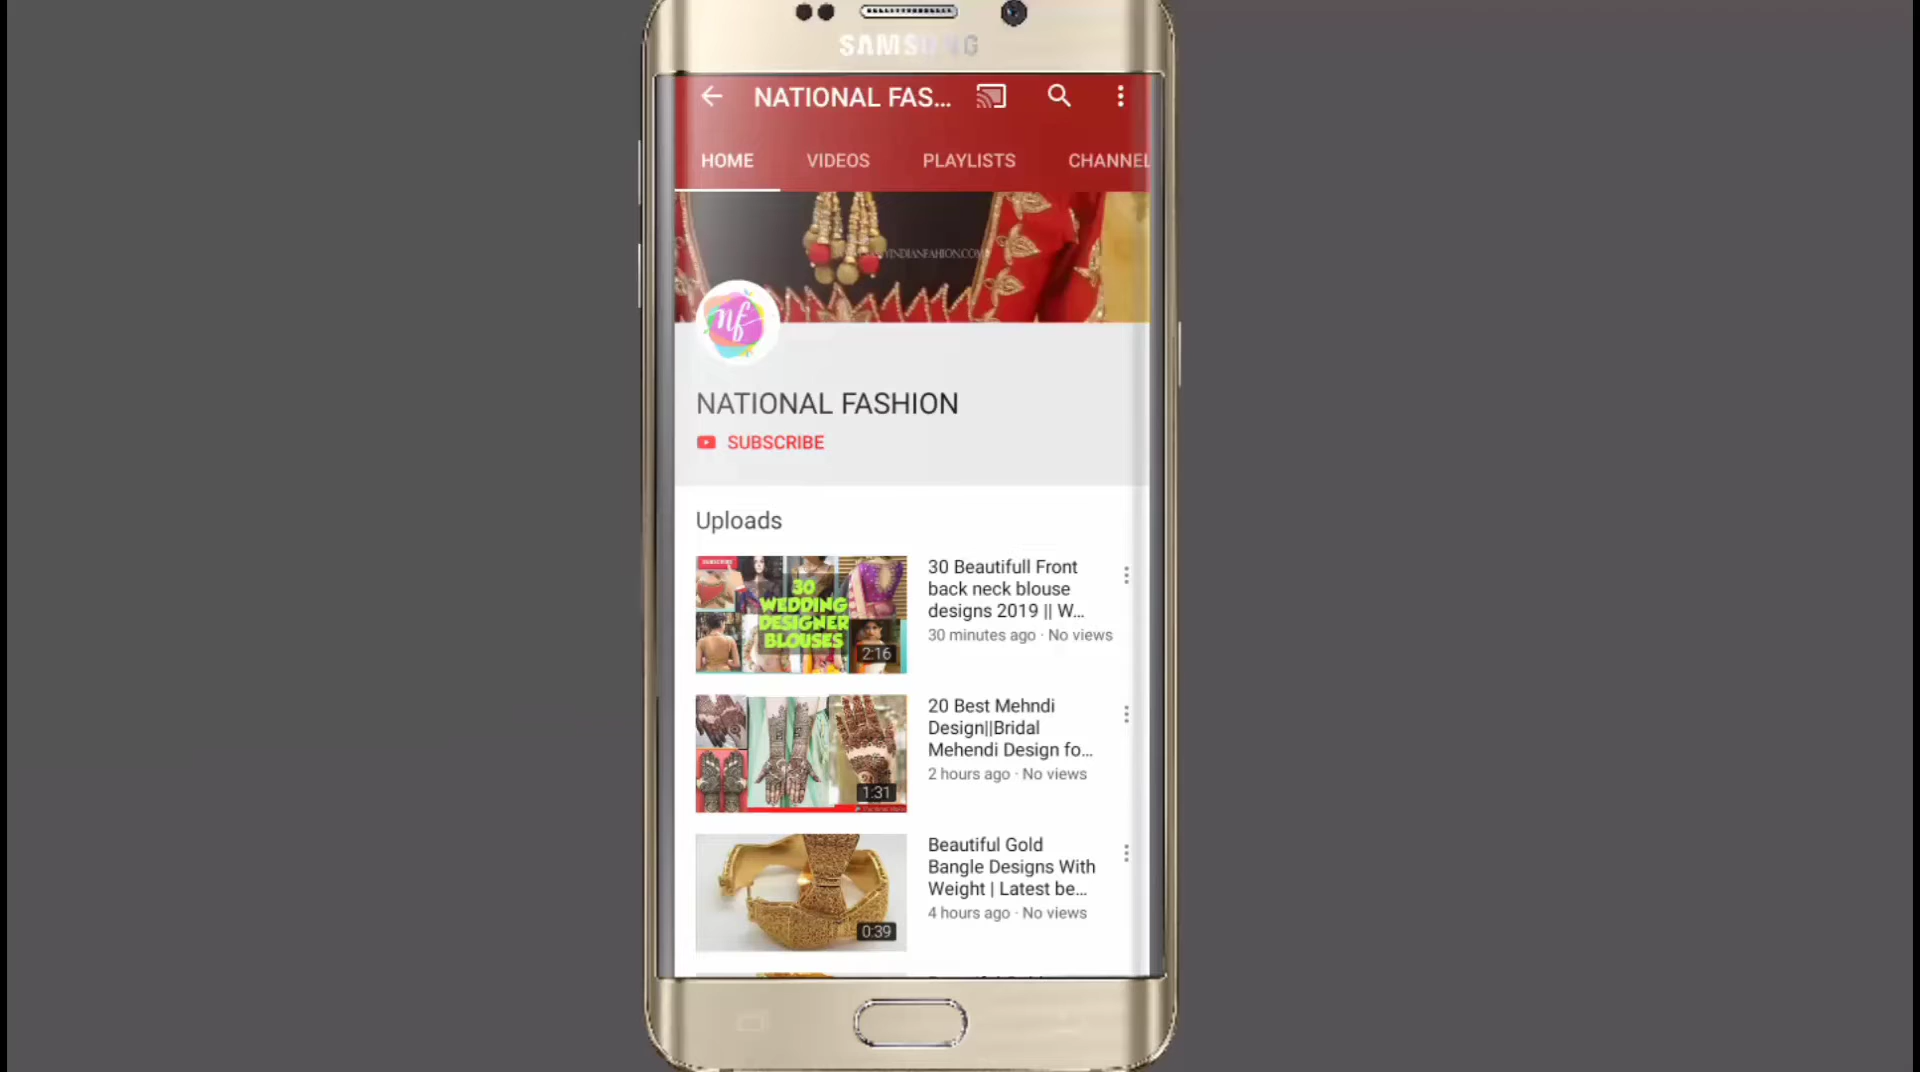 SAMSUNG
NATIONAL FAS...
HOME VIDEOS PLAYLISTS CHANNEL
nf
NATIONAL FASHION
SUBSCRIBE
Uploads
SUBSCRIBE
30
WEDDING
DESIGNER
BLOUSES
2:16
30 Beautifull Front
back neck blouse
designs 2019 || W...
30 minutes ago · No views
1:31
20 Best Mehndi
Design||Bridal
Mehendi Design fo...
2 hours ago · No views
0:39
Beautiful Gold
Bangle Designs With
Weight | Latest be...
4 hours ago · No views